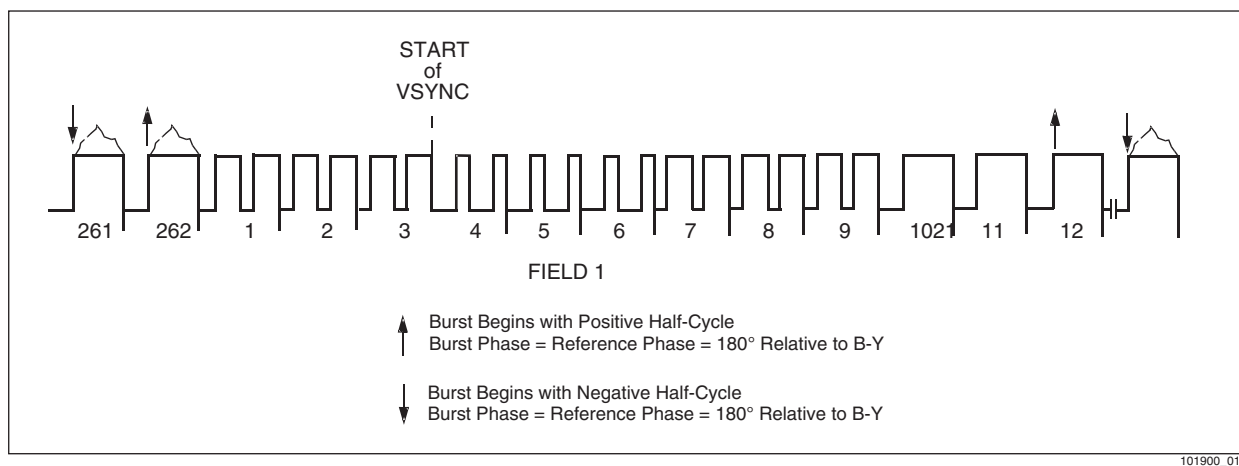 START
of
VSYNC
261 262 1 2 3 4 5 6 7 8 9 1021 11 12
FIELD 1
Burst Begins with Positive Half-Cycle
Burst Phase = Reference Phase = 180° Relative to B-Y
Burst Begins with Negative Half-Cycle
Burst Phase = Reference Phase = 180° Relative to B-Y
101900_01